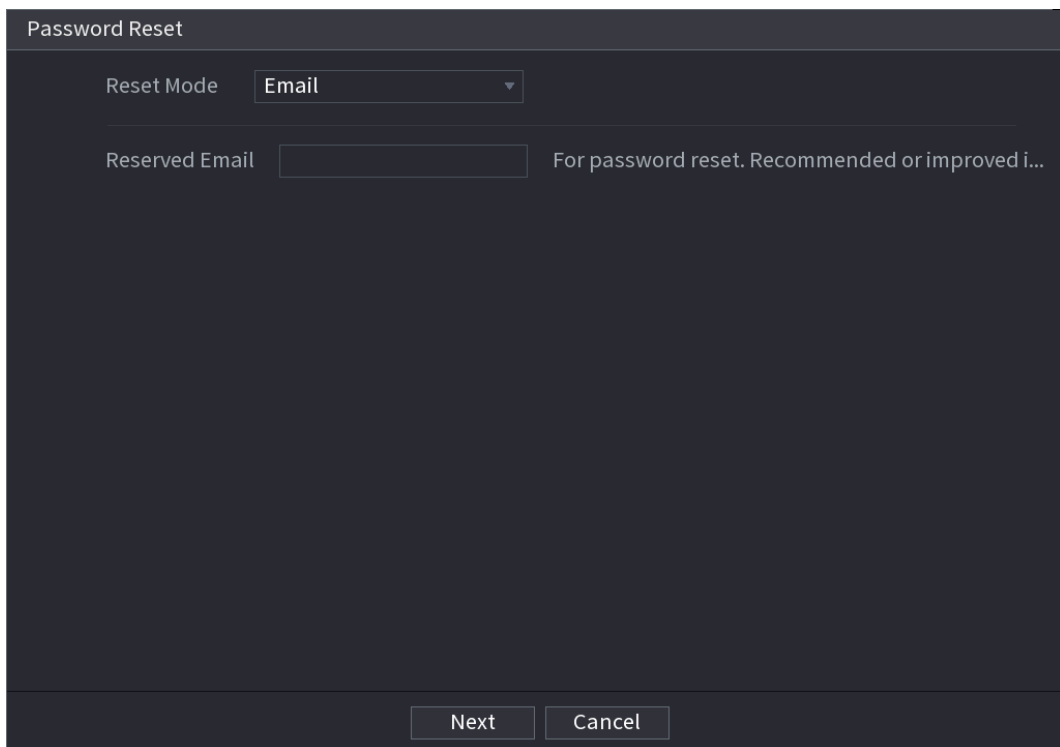 Password Reset
Reset Mode Email
Reserved Email For password reset. Recommended or improved i...
Next Cancel